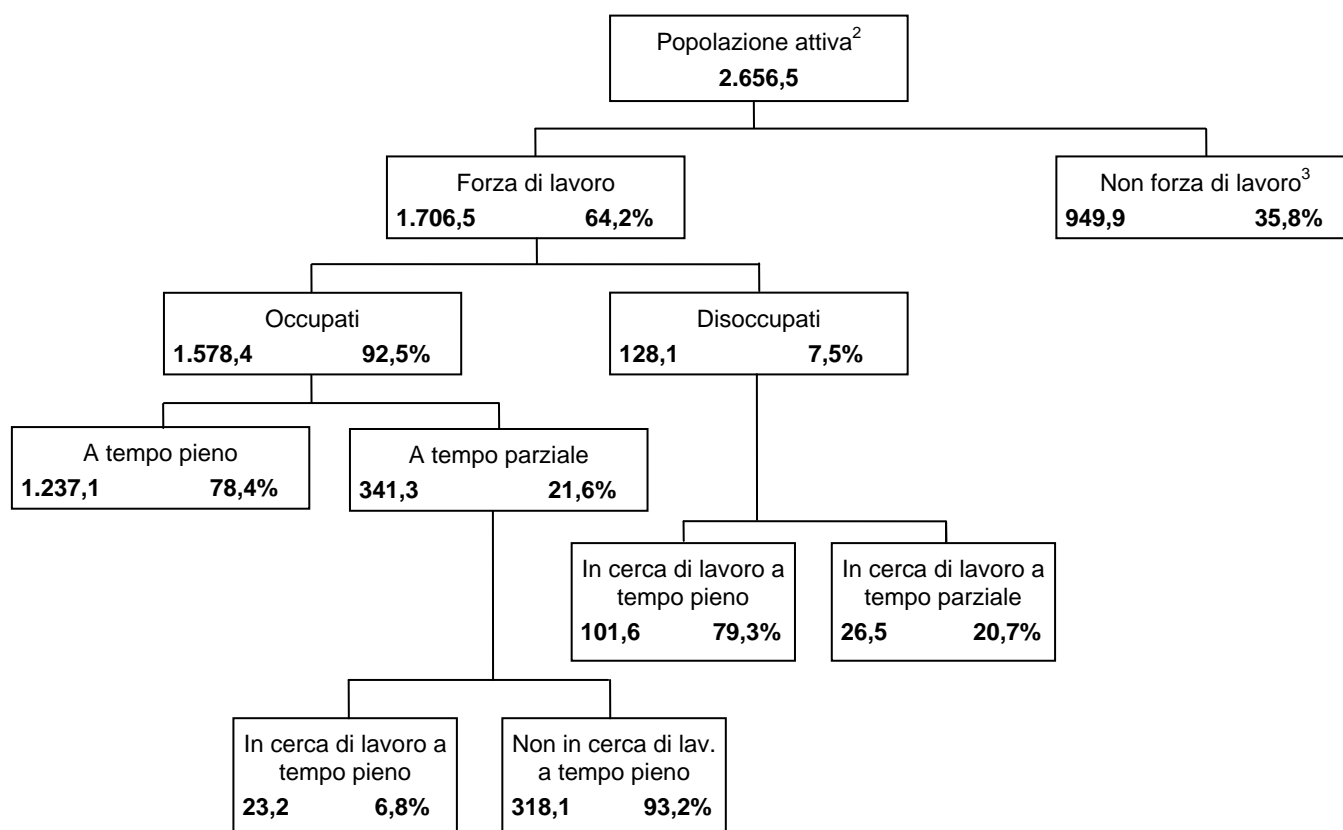 Popolazione attiva²
2.656,5
Forza di lavoro
1.706,5 64,2%
Non forza di lavoro³
949,9 35,8%
Occupati
1.578,4 92,5%
Disoccupati
128,1 7,5%
A tempo pieno
1.237,1 78,4%
A tempo parziale
341,3 21,6%
In cerca di lavoro a
tempo pieno
101,6 79,3%
In cerca di lavoro a
tempo parziale
26,5 20,7%
In cerca di lavoro a
tempo pieno
23,2 6,8%
Non in cerca di lav.
a tempo pieno
318,1 93,2%